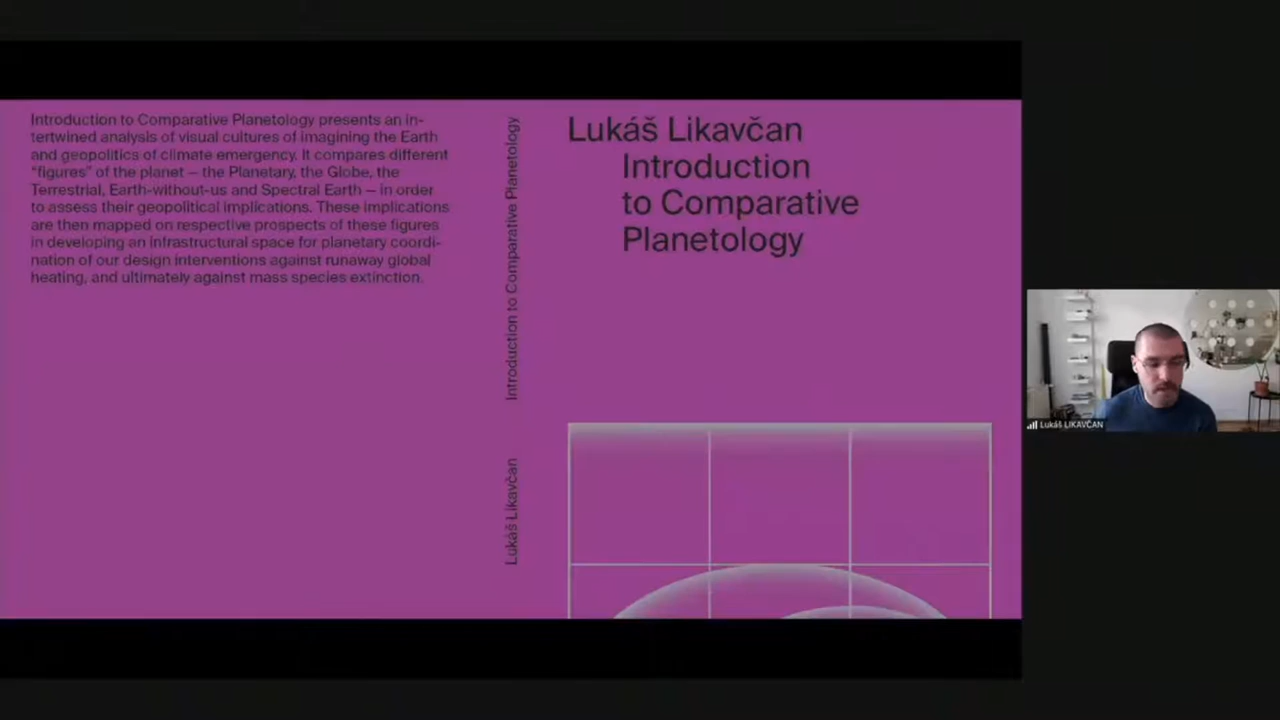 Introduction to Comparative Planetology presents an in-
tertwined analysis of visual cultures of imagining the Earth
and geopolitics of climate emergency. It compares different
“figures” of the planet – the Planetary, the Globe, the
Terrestrial, Earth-without-us and Spectral Earth – in order
to assess their geopolitical implications. These implications
are then mapped on respective prospects of these figures
in developing an infrastructural space for planetary coordi-
nation of our design interventions against runaway global
heating, and ultimately against mass species extinction.
Introduction to Comparative Planetology
Lukáš Likavčan
Lukáš Likavčan
Introduction
to Comparative
Planetology
Lukáš LIKAVČAN